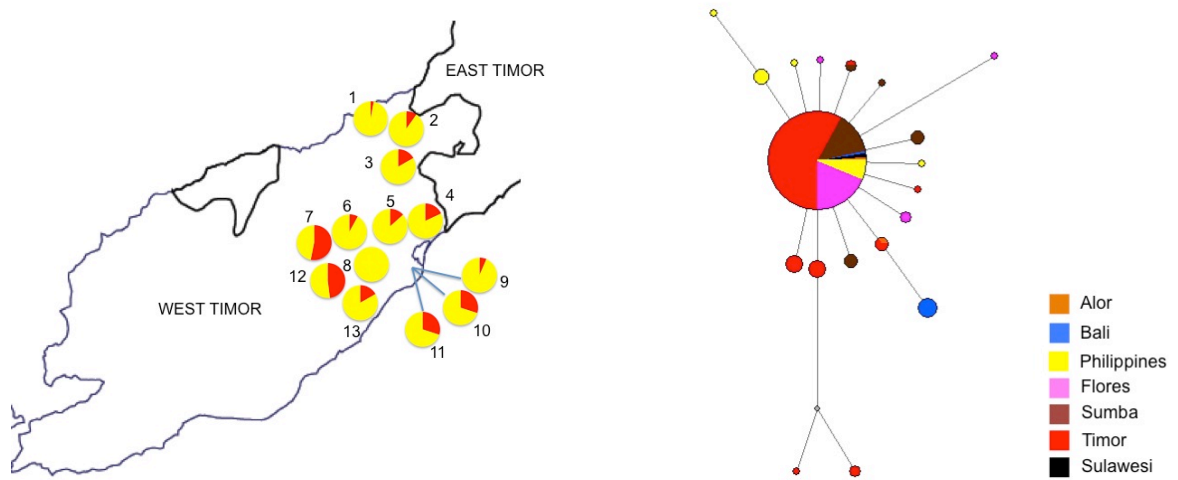 EAST TIMOR
1
2
3
4
5
6
7
8
9
12
WEST TIMOR
13
10
11
Alor
Bali
Philippines
Flores
Sumba
Timor
Sulawesi